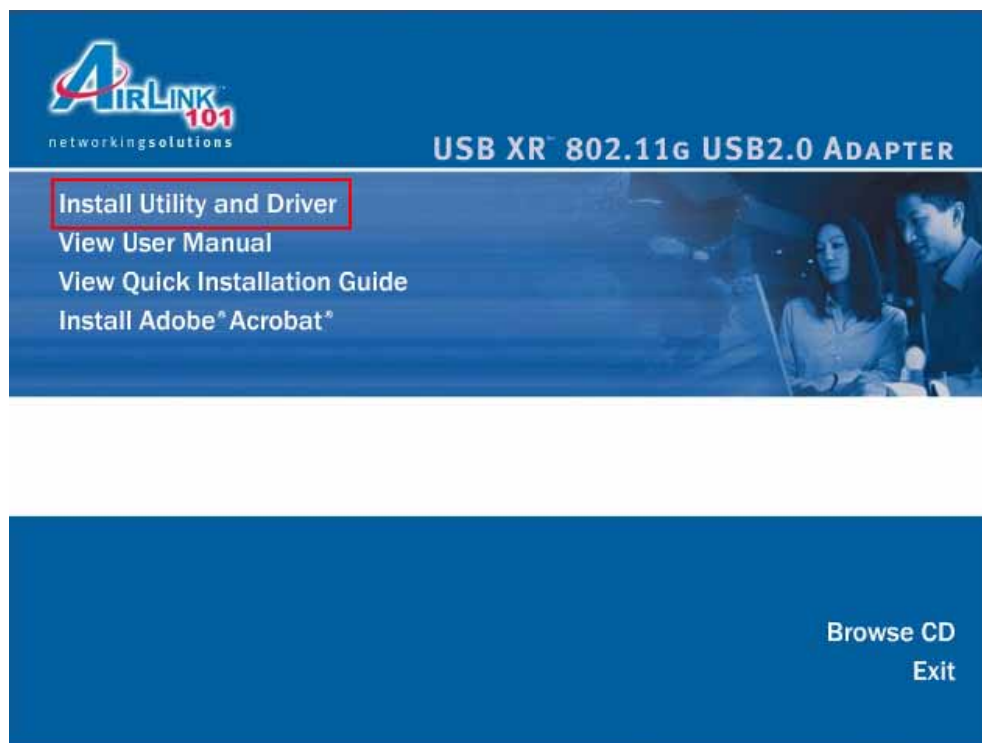 AIRLINK
101
networkingsolutions
USB XR™ 802.11G USB2.0 ADAPTER
Install Utility and Driver
View User Manual
View Quick Installation Guide
Install Adobe® Acrobat®
Browse CD
Exit